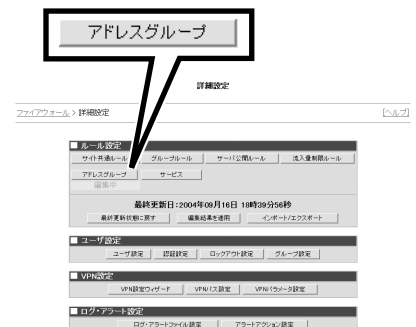 アドレスグループ
詳細設定
ファイアウォール > 詳細設定 [ヘルプ]
■ ルール設定
サイト共通ルール グループルール サーバ公開ルール 流入量制限ルール
アドレスグループ サービス
編集中
最終更新日:2004年09月16日 18時39分56秒
最終更新状態に戻す 編集結果を適用 インポート/エクスポート
■ ユーザ設定
ユーザ設定 認証設定 ロックアウト設定 グループ設定
■ VPN設定
VPN設定ウィザード VPNパス設定 VPNパラメータ設定
■ ログ・アラート設定
ログ・アラートファイル設定 アラートアクション設定